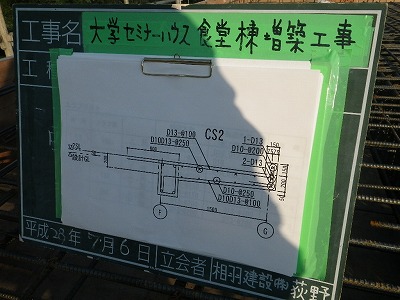 工事名 大学セミナーハウス 食堂棟 増築工事
工種
CS2
D13-@100
D10D13-@250
1-D13
D10-@200
2-D13
D10-@250
D10D13-@100
F
G
平成28年7月6日 立会者 相羽建設㈱ 荻野